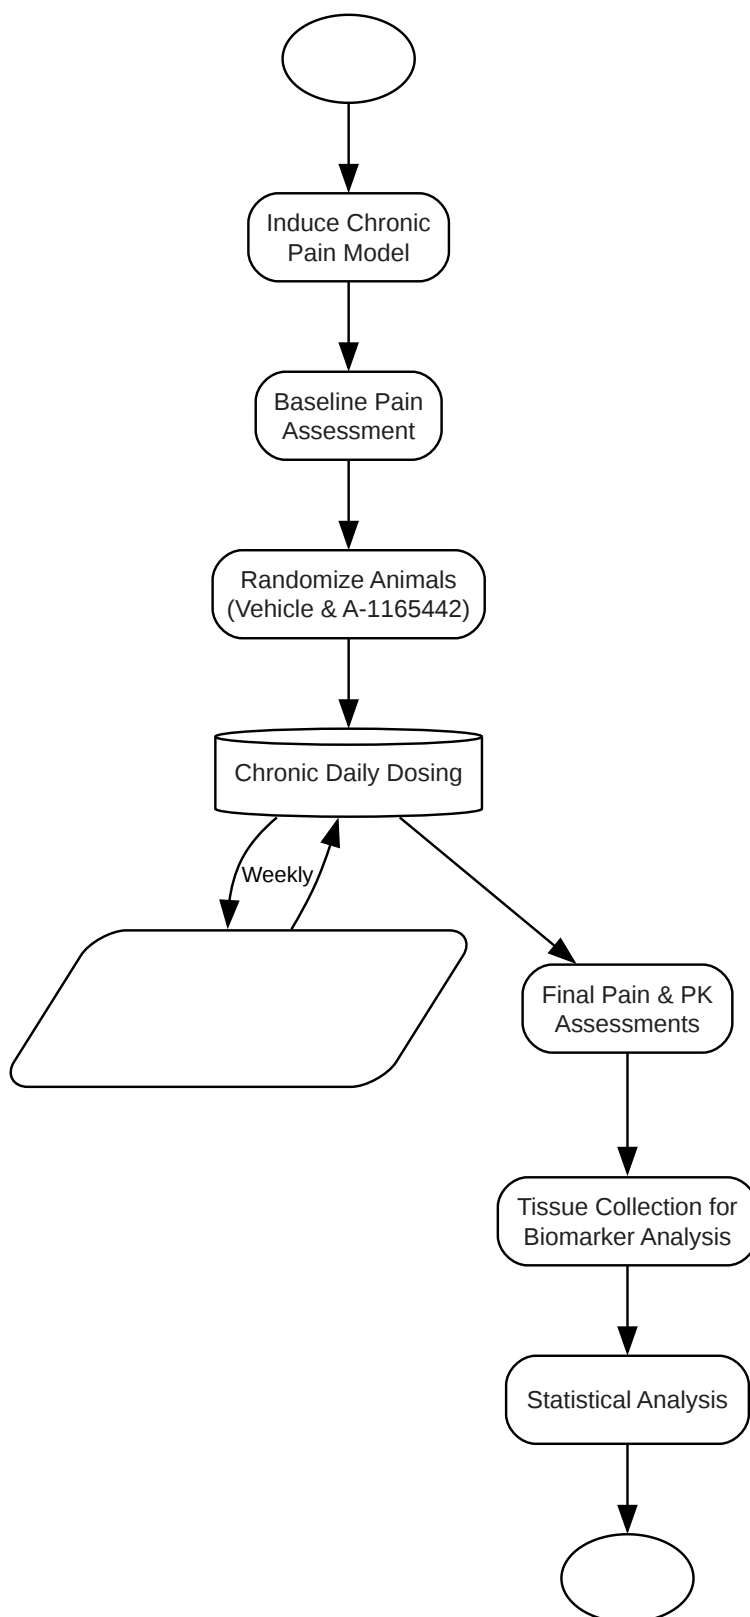 Induce Chronic
Pain Model
Baseline Pain
Assessment
Randomize Animals
(Vehicle & A-1165442)
Chronic Daily Dosing
Weekly
Final Pain & PK
Assessments
Tissue Collection for
Biomarker Analysis
Statistical Analysis